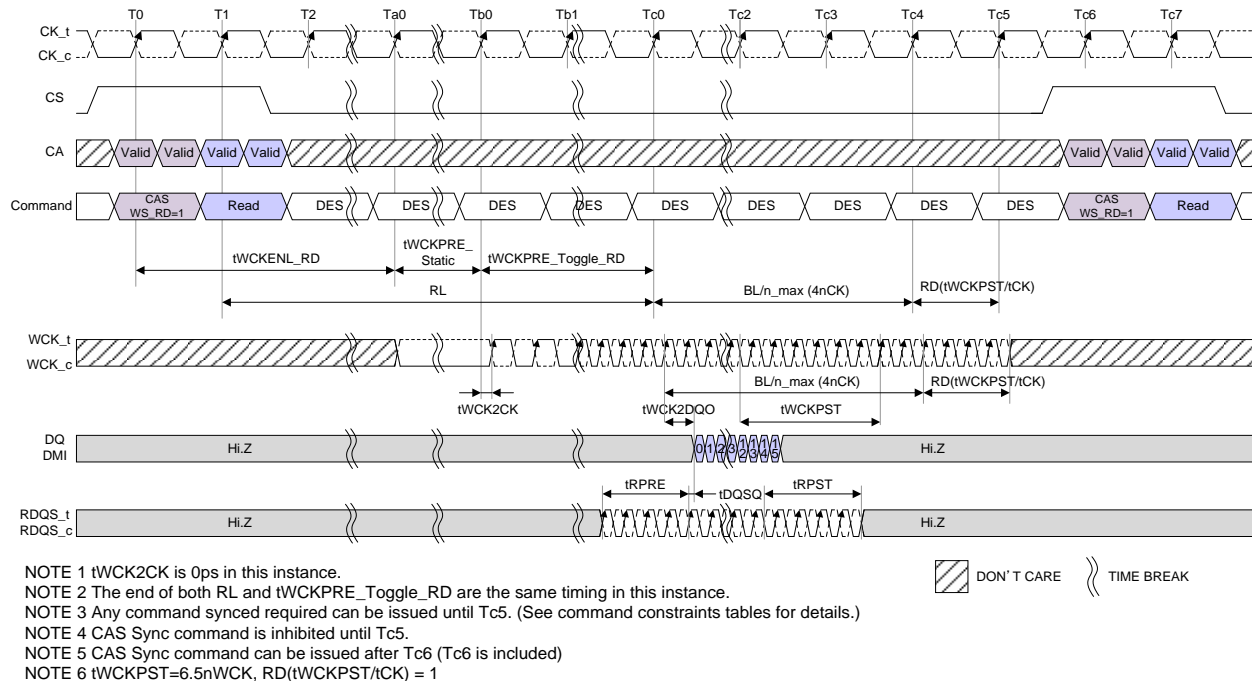 T0 T1 T2 Ta0 Tb0 Tb1 Tc0 Tc2 Tc3 Tc4 Tc5 Tc6 Tc7
CK_t
CK_c
CS
CA Valid Valid Valid Valid Valid Valid Valid Valid
Command CAS WS_RD=1 Read DES DES DES DES DES DES DES DES DES CAS WS_RD=1 Read
tWCKENL_RD tWCKPRE_Static tWCKPRE_Toggle_RD
RL BL/n_max (4nCK) RD(tWCKPST/tCK)
WCK_t
WCK_c
BL/n_max (4nCK) RD(tWCKPST/tCK)
tWCK2CK tWCK2DQO tWCKPST
DQ
DMI
Hi.Z 0 1 2 3 12 13 14 15 Hi.Z
tRPRE tDQSQ tRPST
RDQS_t
RDQS_c
Hi.Z Hi.Z
DON'T CARE TIME BREAK
NOTE 1 tWCK2CK is 0ps in this instance.
NOTE 2 The end of both RL and tWCKPRE_Toggle_RD are the same timing in this instance.
NOTE 3 Any command synced required can be issued until Tc5. (See command constraints tables for details.)
NOTE 4 CAS Sync command is inhibited until Tc5.
NOTE 5 CAS Sync command can be issued after Tc6 (Tc6 is included)
NOTE 6 tWCKPST=6.5nWCK, RD(tWCKPST/tCK) = 1